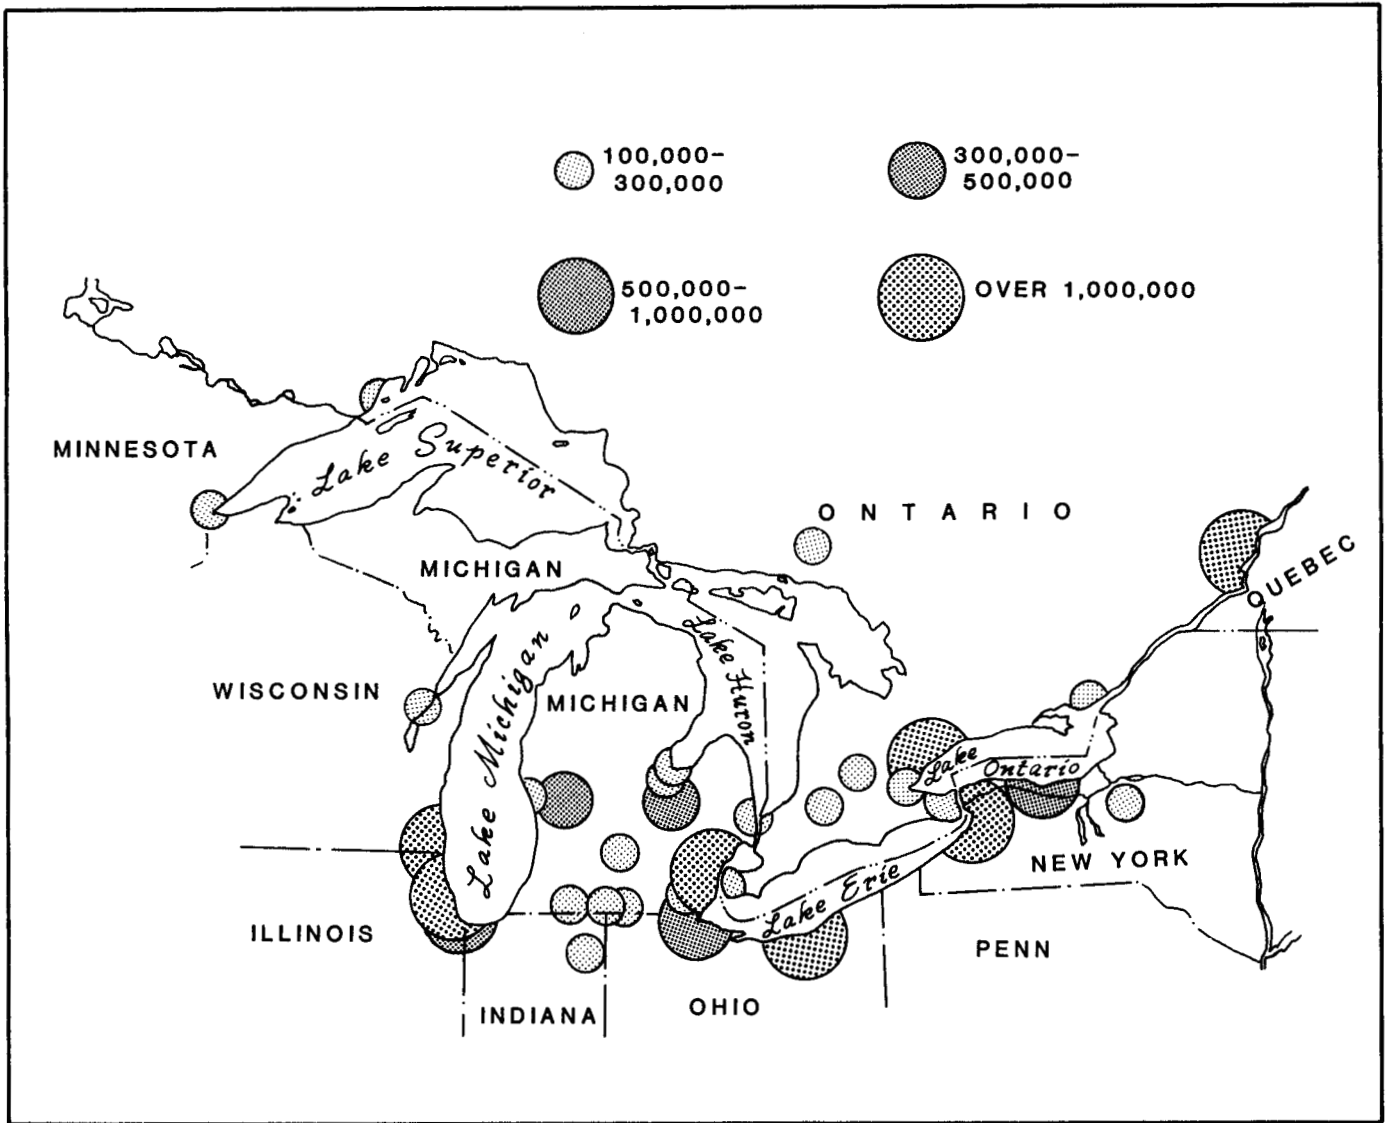 100,000-
300,000
300,000-
500,000
500,000-
1,000,000
OVER 1,000,000
MINNESOTA
Lake Superior
ONTARIO
MICHIGAN
QUEBEC
Lake Huron
WISCONSIN
Lake Michigan
MICHIGAN
Lake
Ontario
NEW YORK
Lake Erie
ILLINOIS
PENN
INDIANA
OHIO